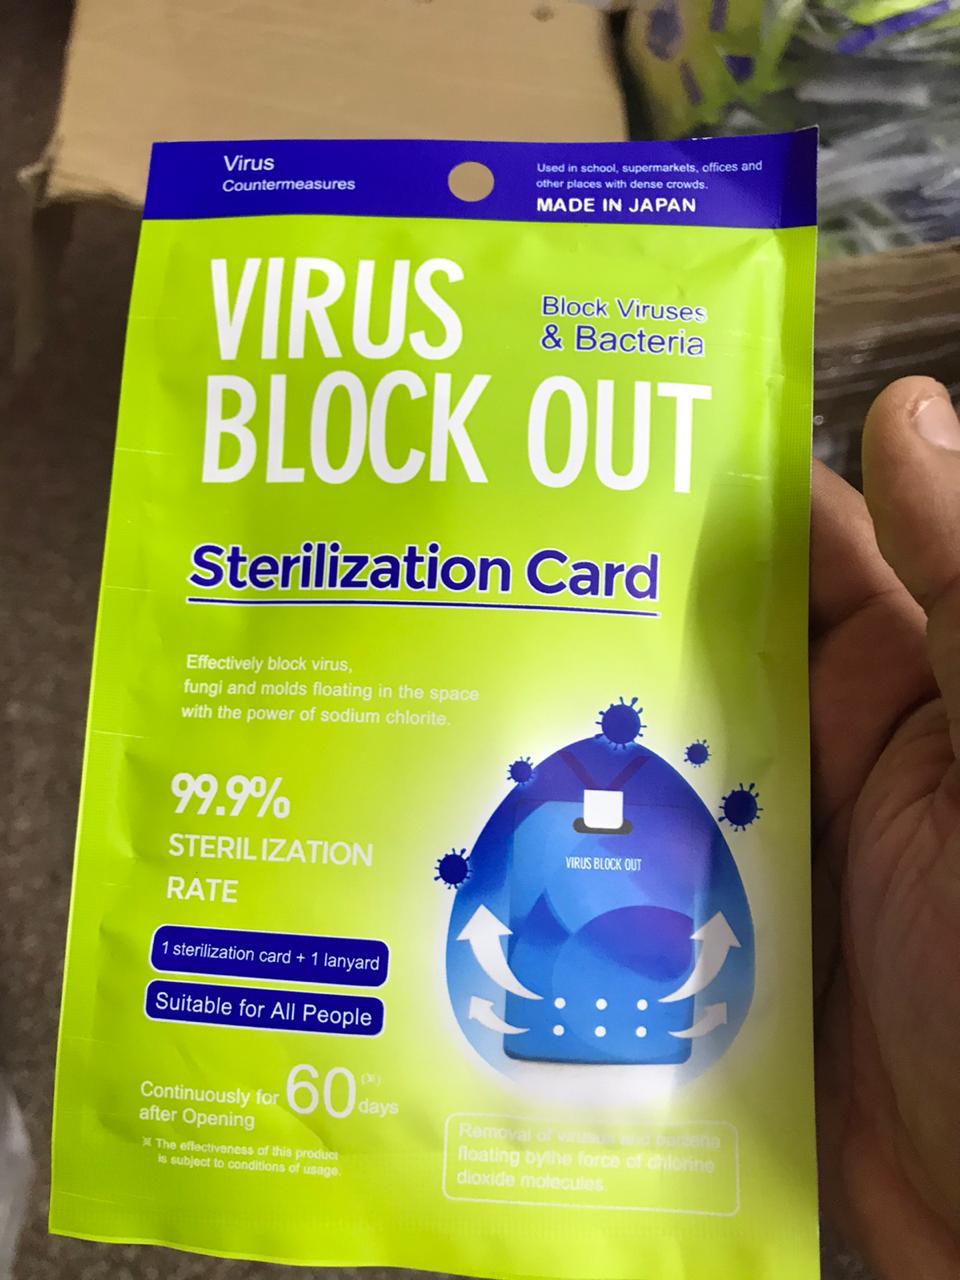 Virus
Countermeasures
Used in school, supermarkets, offices and
other places with dense crowds.
MADE IN JAPAN
VIRUS
BLOCK OUT
Block Viruses
& Bacteria
Sterilization Card
Effectively block virus,
fungi and molds floating in the space
with the power of sodium chlorite.
99.9%
STERILIZATION
RATE
1 sterilization card + 1 lanyard
Suitable for All People
VIRUS BLOCK OUT
Continuously for 60(※) days
after Opening
※ The effectiveness of this product
is subject to conditions of usage.
Removal of viruses and bacteria
floating bythe force of chlorine
dioxide molecules.